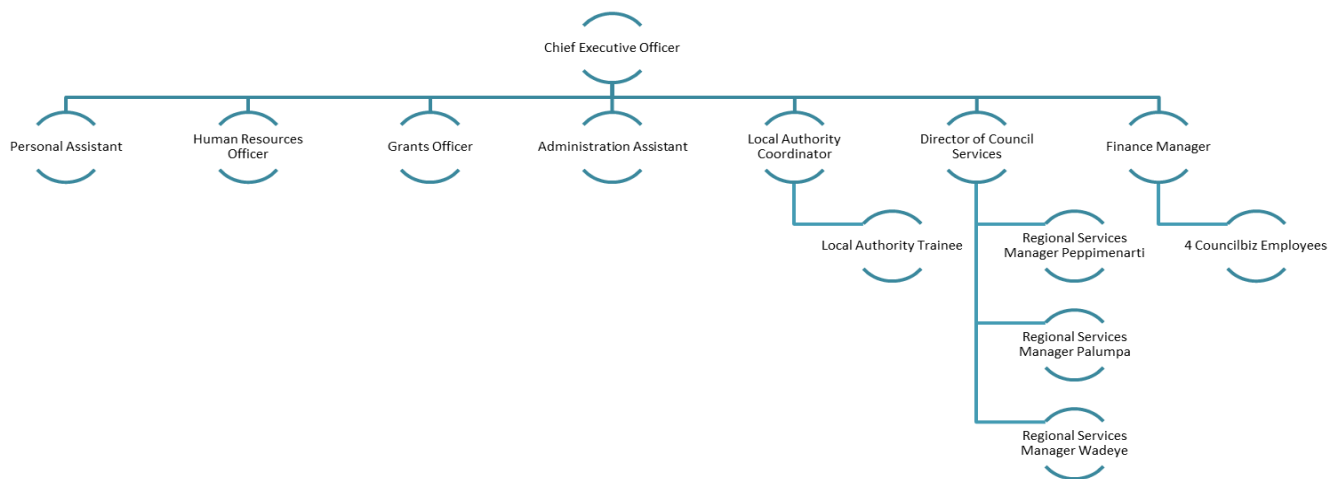 Chief Executive Officer
Personal Assistant
Human Resources
Officer
Grants Officer
Administration Assistant
Local Authority
Coordinator
Director of Council
Services
Finance Manager
Local Authority Trainee
Regional Services
Manager Peppimenarti
4 Councilbiz Employees
Regional Services
Manager Palumpa
Regional Services
Manager Wadeye